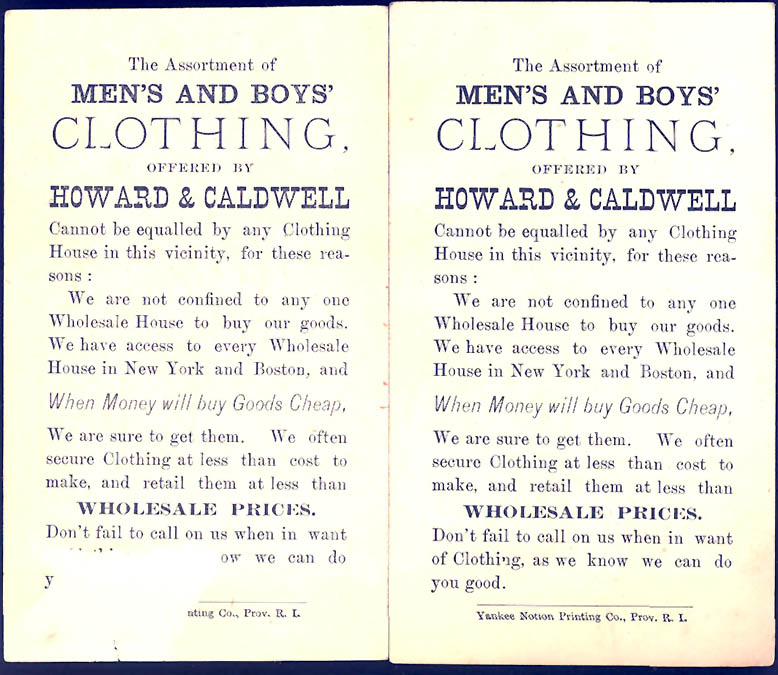 The Assortment of
MEN'S AND BOYS'
CLOTHING,
OFFERED BY
HOWARD & CALDWELL
Cannot be equalled by any Clothing
House in this vicinity, for these rea-
sons :
We are not confined to any one
Wholesale House to buy our goods.
We have access to every Wholesale
House in New York and Boston, and
When Money will buy Goods Cheap,
We are sure to get them. We often
secure Clothing at less than cost to
make, and retail them at less than
WHOLESALE PRICES.
Don't fail to call on us when in want
ow we can do
y
nting Co., Prov. R. I.
The Assortment of
MEN'S AND BOYS'
CLOTHING,
OFFERED BY
HOWARD & CALDWELL
Cannot be equalled by any Clothing
House in this vicinity, for these rea-
sons :
We are not confined to any one
Wholesale House to buy our goods.
We have access to every Wholesale
House in New York and Boston, and
When Money will buy Goods Cheap,
We are sure to get them. We often
secure Clothing at less than cost to
make, and retail them at less than
WHOLESALE PRICES.
Don't fail to call on us when in want
of Clothing, as we know we can do
you good.
Yankee Notion Printing Co., Prov. R. I.